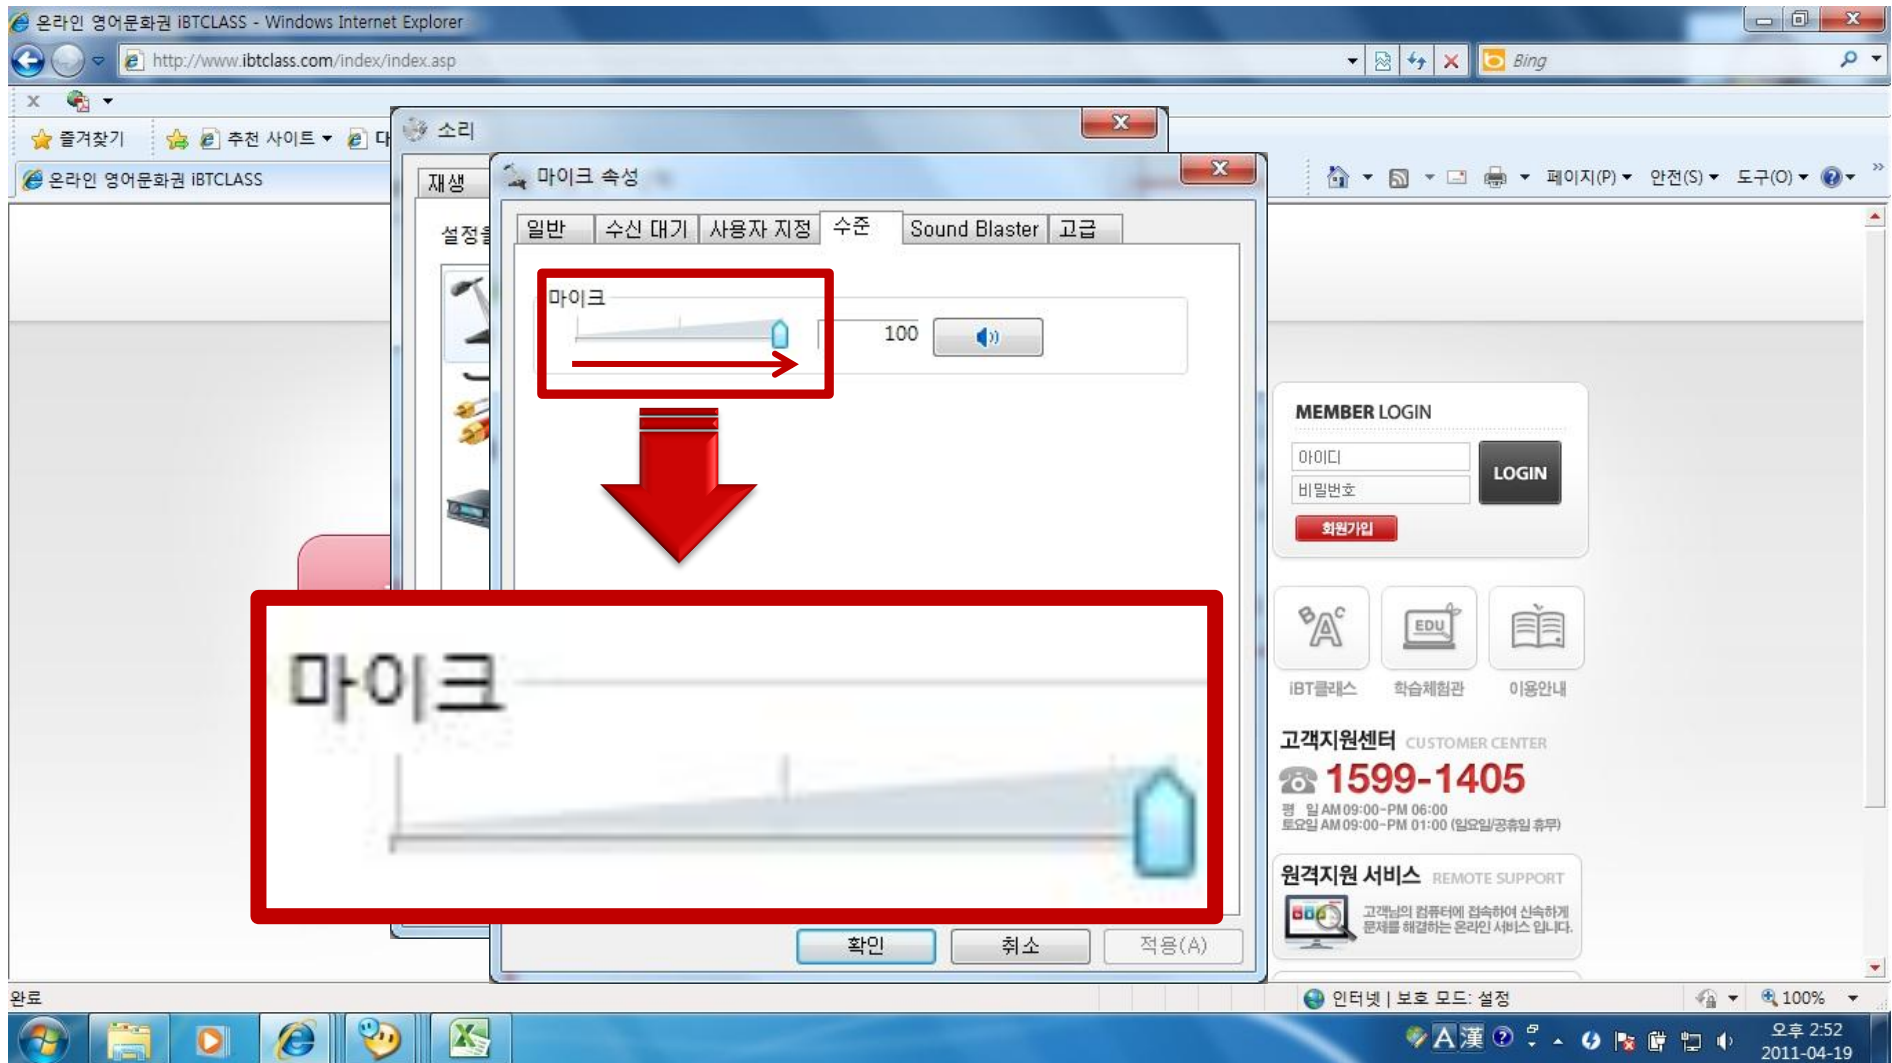 온라인 영어문화권 iBTCLASS - Windows Internet Explorer
http://www.ibtclass.com/index/index.asp
Bing
즐겨찾기
추천 사이트
온라인 영어문화권 iBTCLASS
페이지(P)
안전(S)
도구(O)
소리
재생
마이크 속성
일반
수신 대기
사용자 지정
수준
Sound Blaster
고급
마이크
100
마이크
확인
취소
적용(A)
MEMBER LOGIN
아이디
비밀번호
LOGIN
회원가입
BAC
EDU
iBT클래스
학습체험관
이용안내
고객지원센터 CUSTOMER CENTER
1599-1405
평 일 AM 09:00-PM 06:00
토요일 AM 09:00-PM 01:00 (일요일/공휴일 휴무)
원격지원 서비스 REMOTE SUPPORT
고객님의 컴퓨터에 접속하여 신속하게
문제를 해결하는 온라인 서비스 입니다.
완료
인터넷 | 보호 모드: 설정
100%
A 漢
오후 2:52
2011-04-19